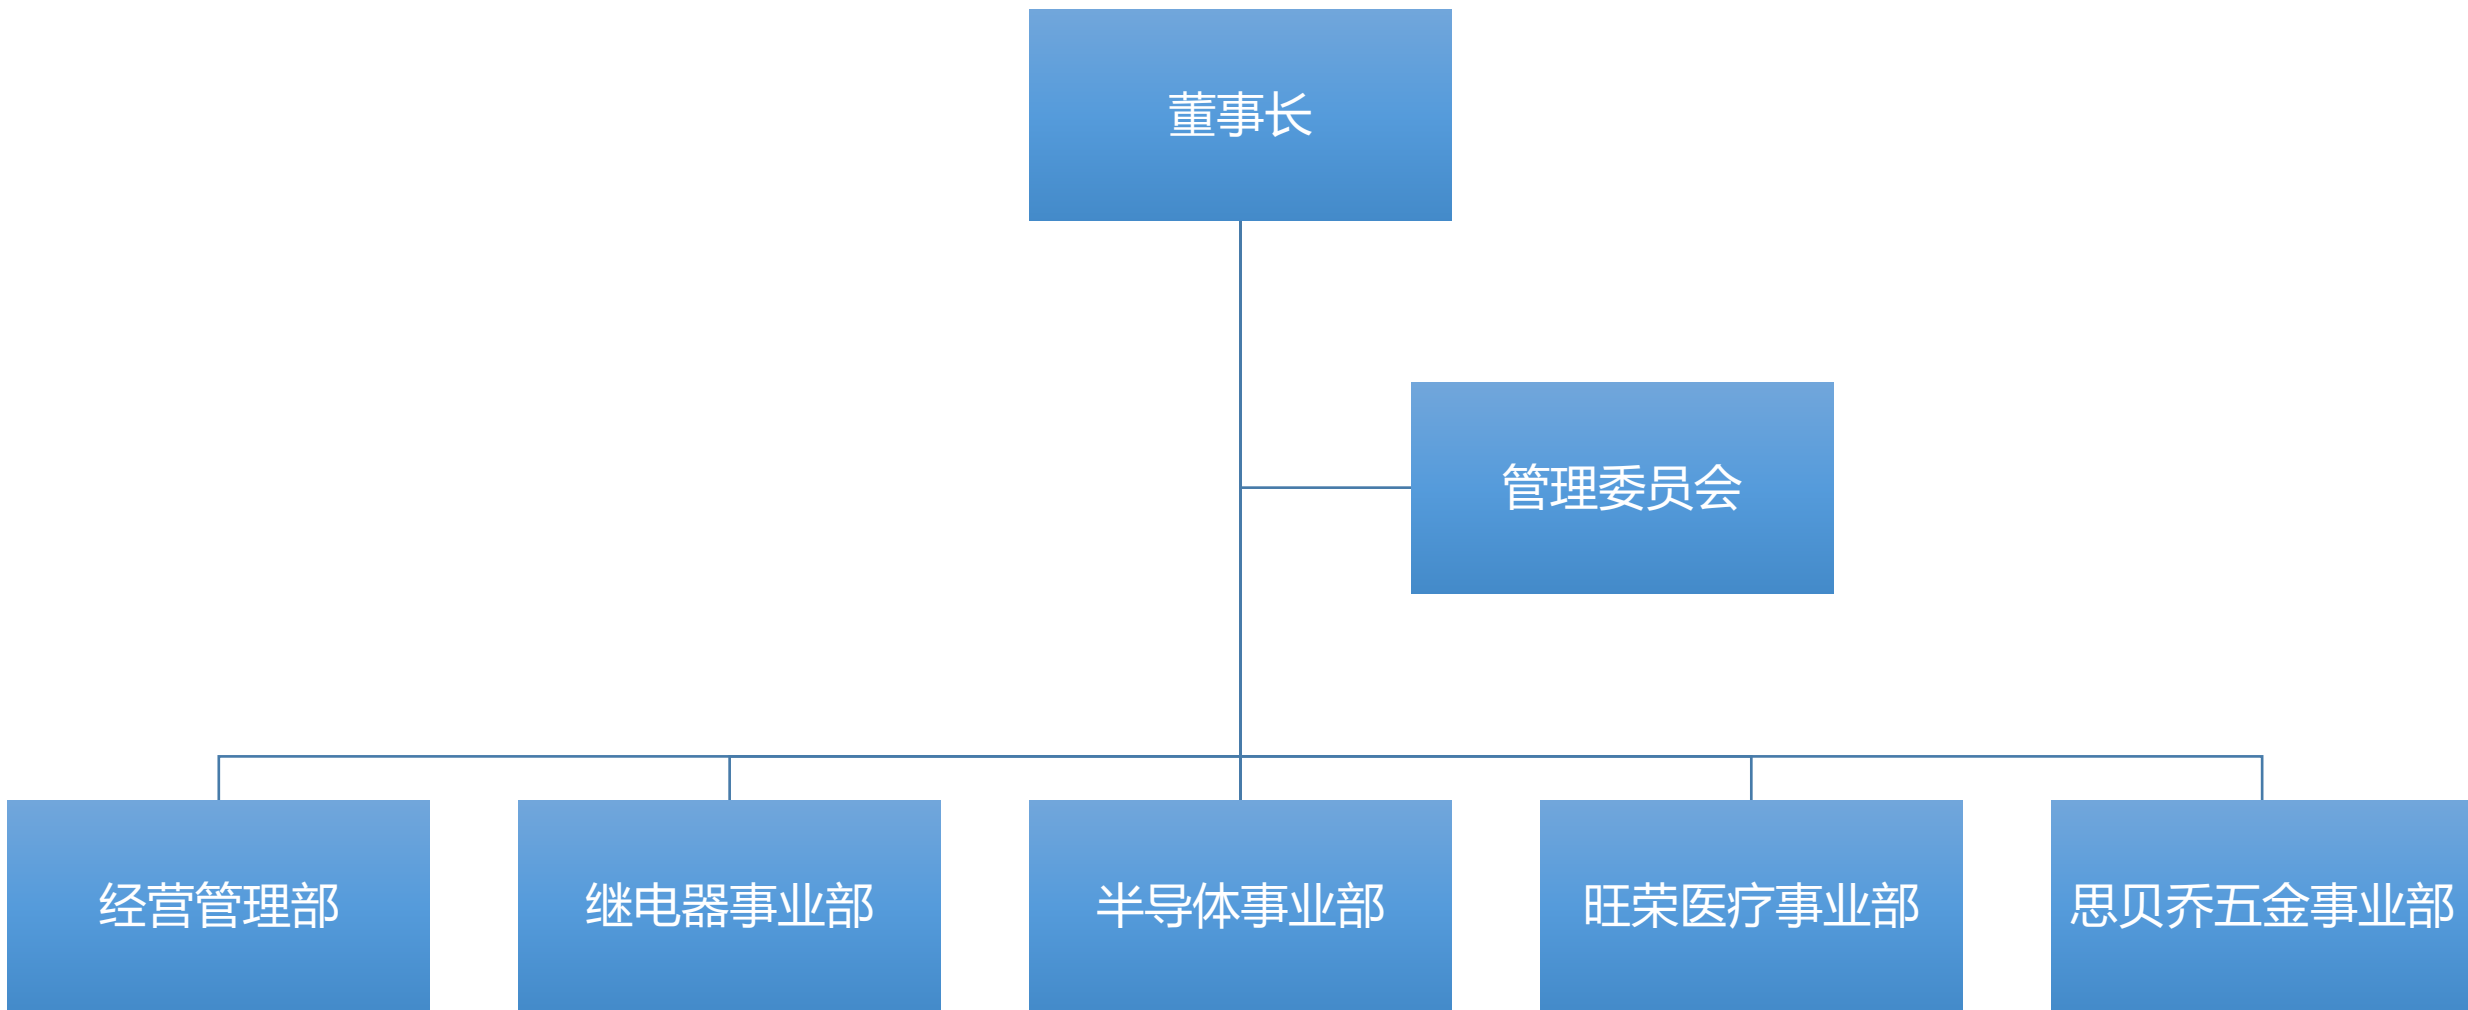 董事长
管理委员会
经营管理部
继电器事业部
半导体事业部
旺荣医疗事业部
思贝乔五金事业部